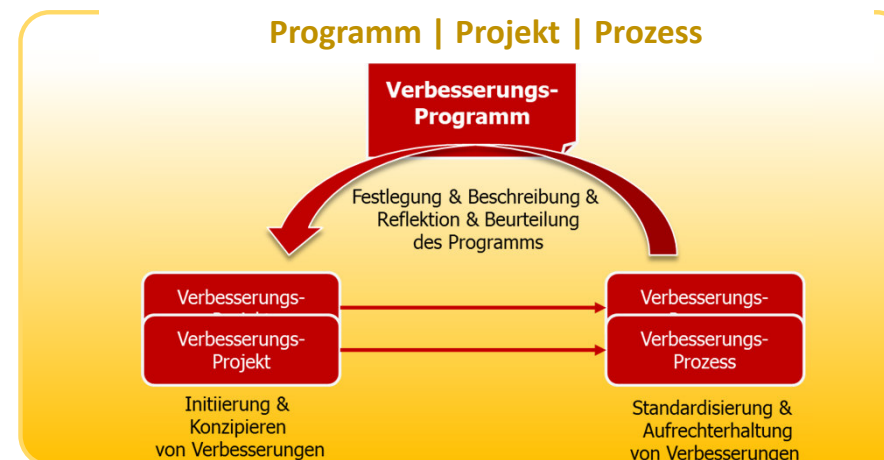 Programm | Projekt | Prozess
Verbesserungs-
Programm
Festlegung & Beschreibung &
Reflektion & Beurteilung
des Programms
Verbesserungs-
Verbesserungs-
Projekt
Initiierung &
Konzipieren
von Verbesserungen
Verbesserungs-
Verbesserungs-
Prozess
Standardisierung &
Aufrechterhaltung
von Verbesserungen